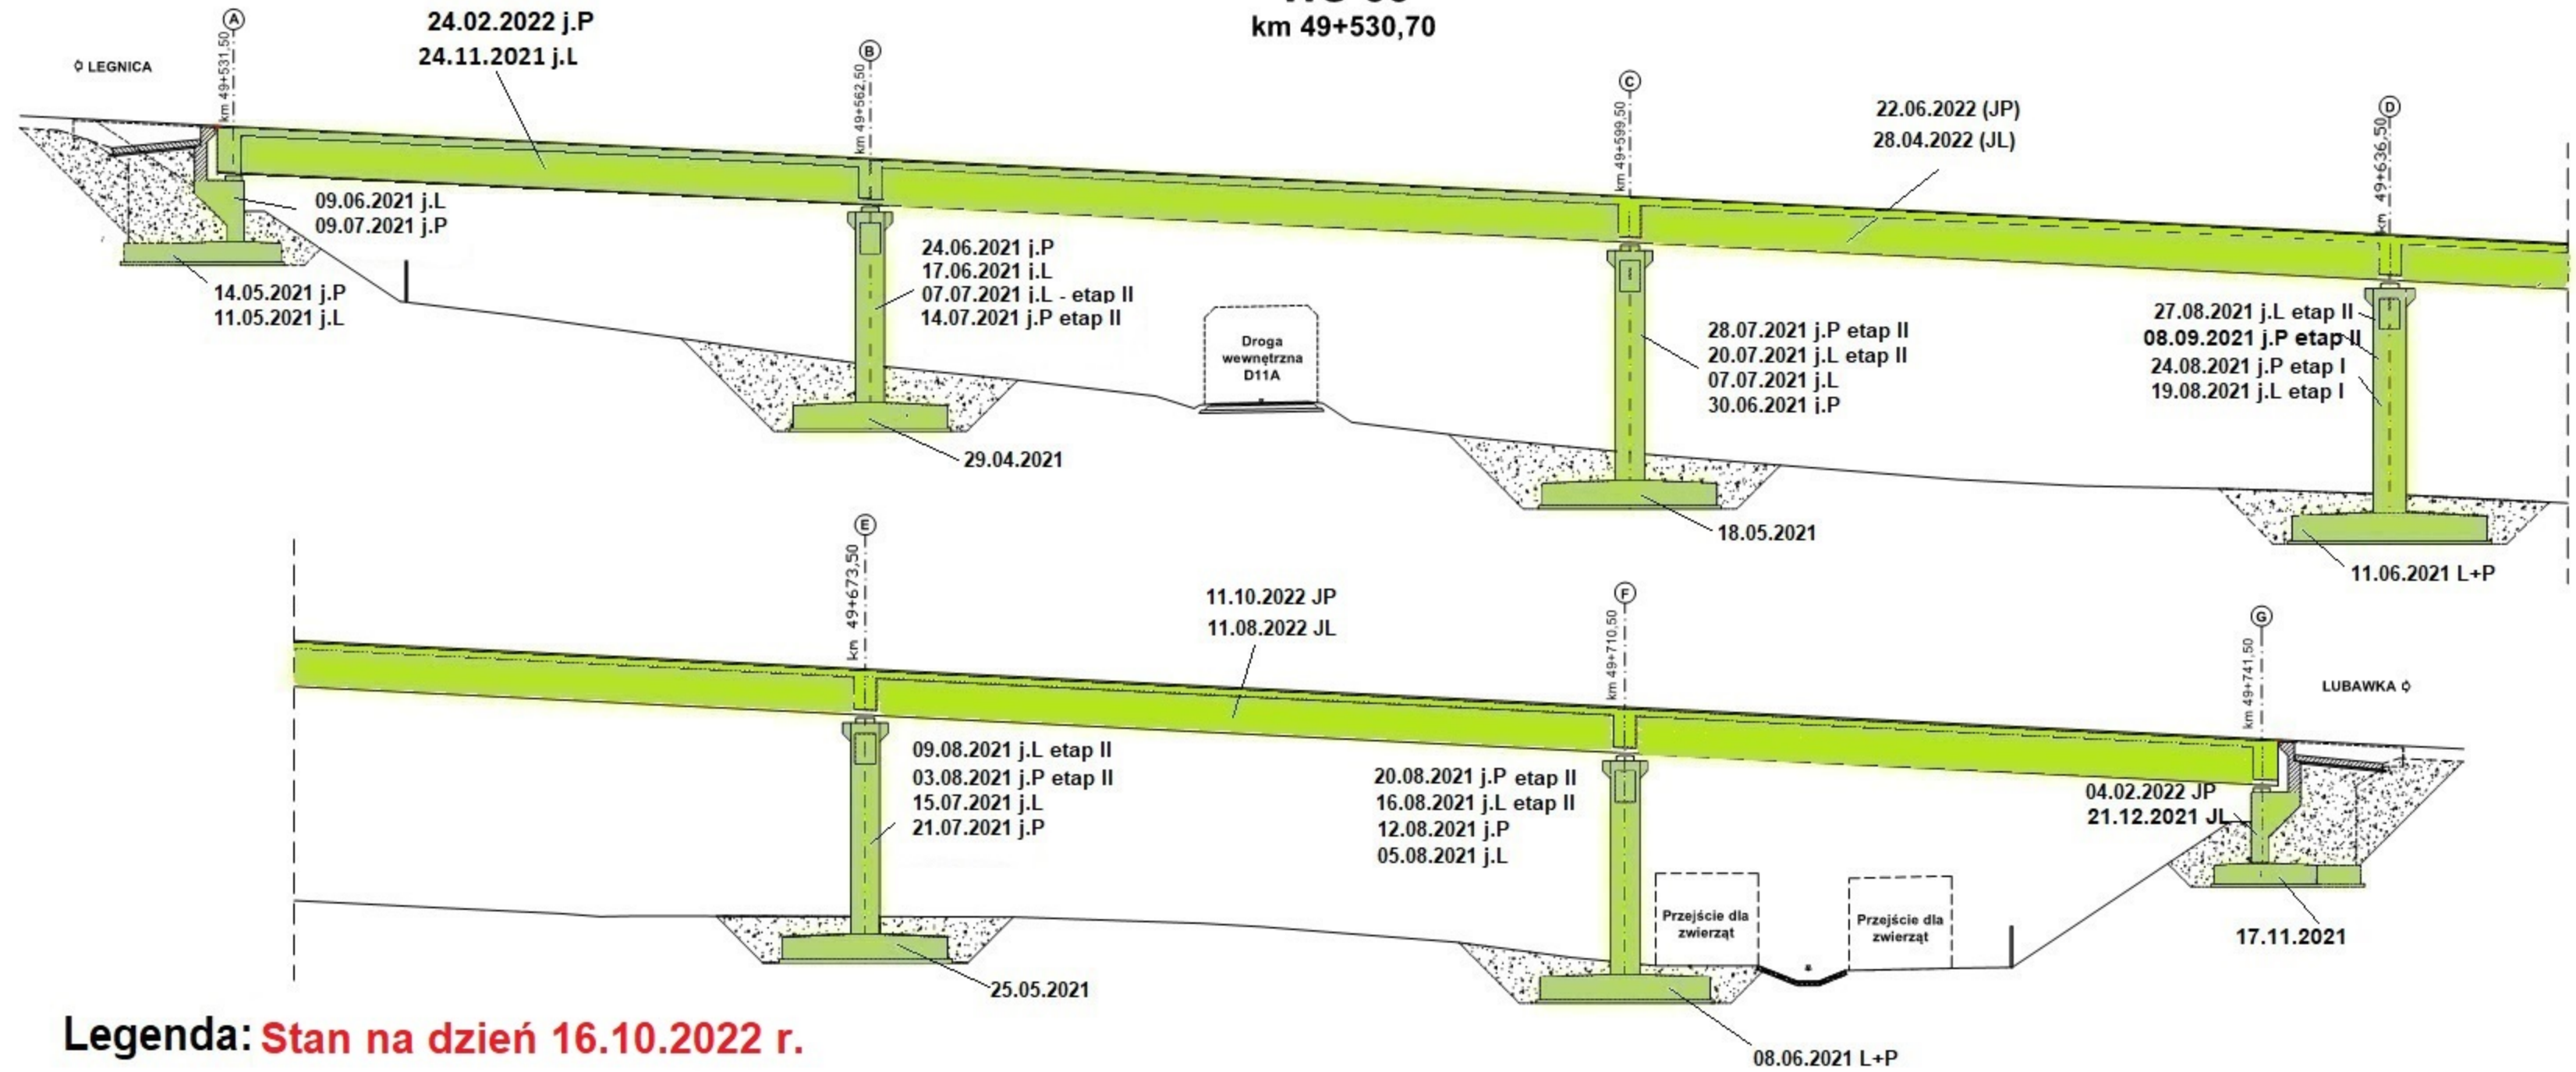 km 49+530,70
LEGNICA
A
km 49+531,50
24.02.2022 j.P
24.11.2021 j.L
B
km 49+562,50
C
km 49+599,50
22.06.2022 (JP)
28.04.2022 (JL)
D
km 49+636,50
09.06.2021 j.L
09.07.2021 j.P
14.05.2021 j.P
11.05.2021 j.L
24.06.2021 j.P
17.06.2021 j.L
07.07.2021 j.L - etap II
14.07.2021 j.P etap II
29.04.2021
Droga
wewnętrzna
D11A
28.07.2021 j.P etap II
20.07.2021 j.L etap II
07.07.2021 j.L
30.06.2021 j.P
18.05.2021
27.08.2021 j.L etap II
08.09.2021 j.P etap II
24.08.2021 j.P etap I
19.08.2021 j.L etap I
11.06.2021 L+P
E
km 49+673,50
11.10.2022 JP
11.08.2022 JL
F
km 49+710,50
G
km 49+741,50
LUBAWKA
09.08.2021 j.L etap II
03.08.2021 j.P etap II
15.07.2021 j.L
21.07.2021 j.P
25.05.2021
20.08.2021 j.P etap II
16.08.2021 j.L etap II
12.08.2021 j.P
05.08.2021 j.L
08.06.2021 L+P
Przejście dla
zwierząt
Przejście dla
zwierząt
04.02.2022 JP
21.12.2021 JL
17.11.2021
Legenda: Stan na dzień 16.10.2022 r.